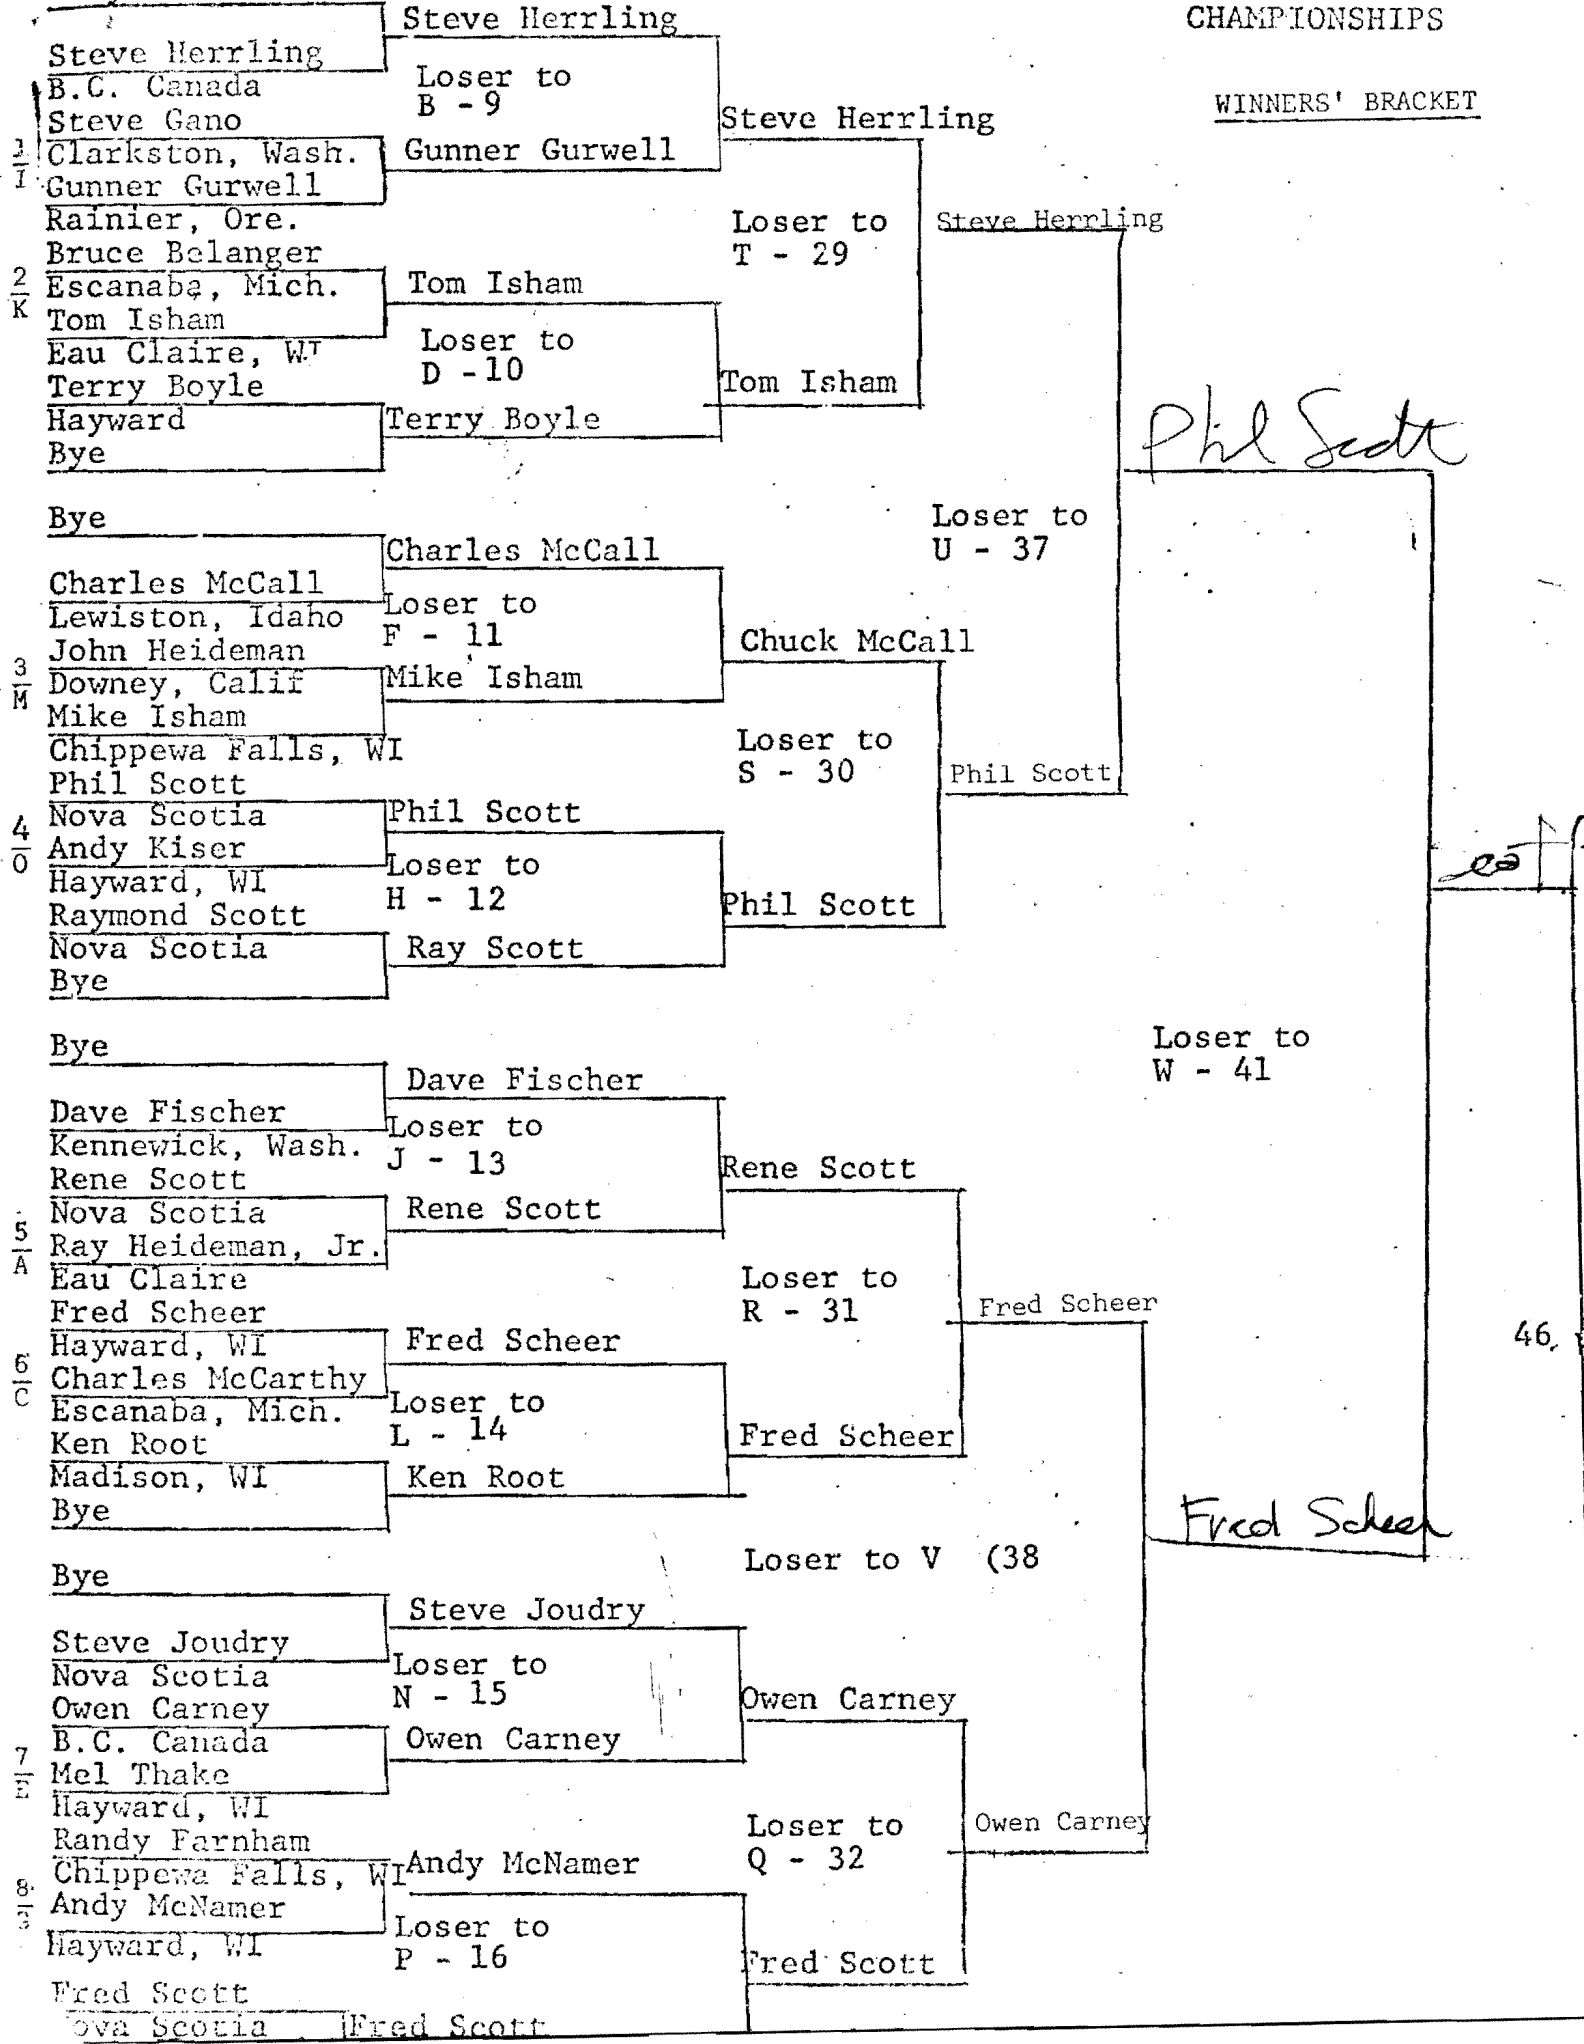 CHAMPIONSHIPS
WINNERS' BRACKET
Steve Herrling
Steve Herrling
B.C. Canada
Loser to
B - 9
Steve Gano
Steve Herrling
1
I
Clarkston, Wash.
Gunner Gurwell
Gunner Gurwell
Rainier, Ore.
Loser to
T - 29
Steve Herrling
Bruce Belanger
2
K
Escanaba, Mich.
Tom Isham
Tom Isham
Eau Claire, WI
Loser to
D - 10
Terry Boyle
Tom Isham
Hayward
Terry Boyle
Bye
Phil Scott
Bye
Loser to
U - 37
Charles McCall
Charles McCall
Lewiston, Idaho
Loser to
F - 11
John Heideman
Chuck McCall
3
M
Downey, Calif
Mike Isham
Mike Isham
Chippewa Falls, WI
Loser to
S - 30
Phil Scott
Phil Scott
4
O
Nova Scotia
Phil Scott
Andy Kiser
Hayward, WI
Loser to
H - 12
Raymond Scott
Phil Scott
Nova Scotia
Ray Scott
Bye
Bye
Loser to
W - 41
Dave Fischer
Dave Fischer
Kennewick, Wash.
Loser to
J - 13
Rene Scott
Rene Scott
5
A
Nova Scotia
Rene Scott
Ray Heideman, Jr.
Eau Claire
Loser to
R - 31
Fred Scheer
Fred Scheer
6
C
Hayward, WI
Fred Scheer
46.
Charles McCarthy
Escanaba, Mich.
Loser to
L - 14
Ken Root
Fred Scheer
Madison, WI
Ken Root
Bye
Fred Scheer
Loser to V (38
Bye
Steve Joudry
Steve Joudry
Nova Scotia
Loser to
N - 15
Owen Carney
Owen Carney
7
E
B.C. Canada
Owen Carney
Mel Thake
Hayward, WI
Loser to
Q - 32
Owen Carney
Randy Farnham
8
Chippewa Falls, WI
Andy McNamer
Andy McNamer
Hayward, WI
Loser to
P - 16
Fred Scott
Fred Scott
ova Scotia
Fred Scott